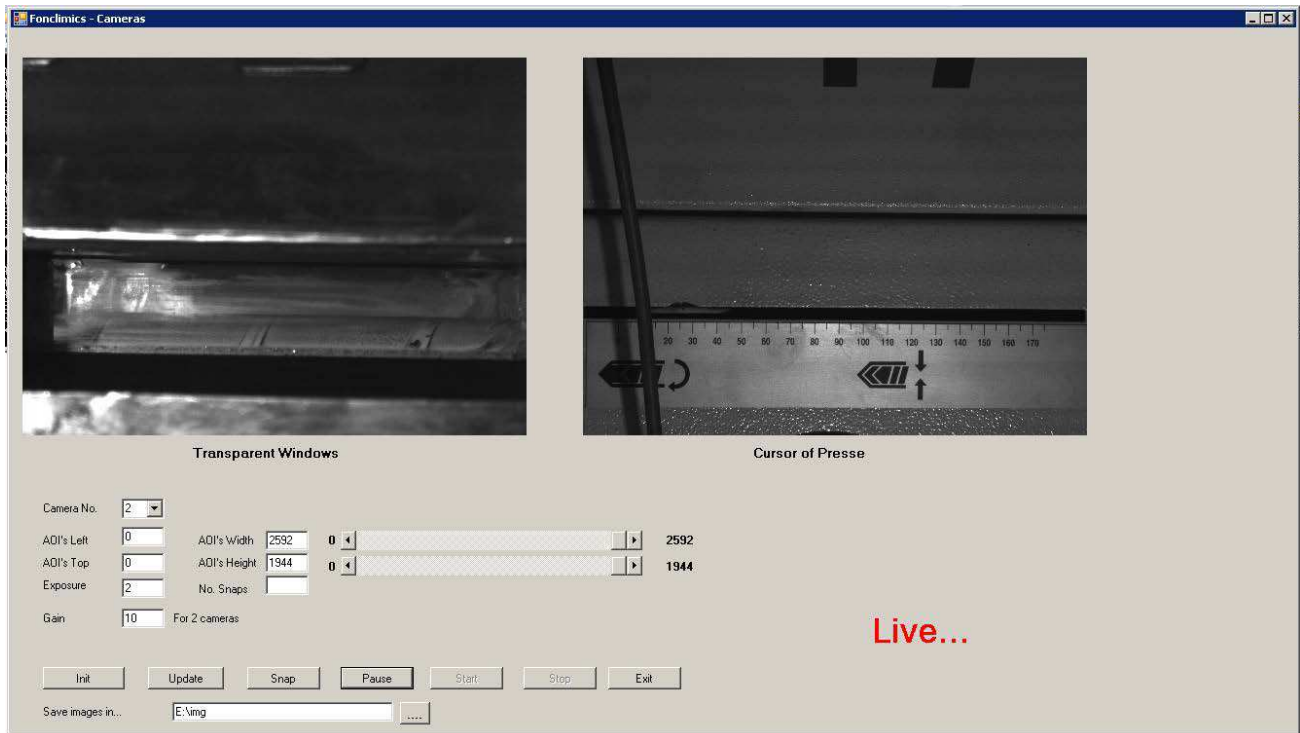 Fonclimics - Cameras
20 30 40 50 60 70 80 90 100 110 120 130 140 150 160 170
Transparent Windows
Cursor of Presse
Camera No. 2
AOI's Left 0 AOI's Width 2592 0 2592
AOI's Top 0 AOI's Height 1944 0 1944
Exposure 2 No. Snaps
Gain 10 For 2 cameras
Live...
Init Update Snap Pause Start Stop Exit
Save images in... E:\img ....